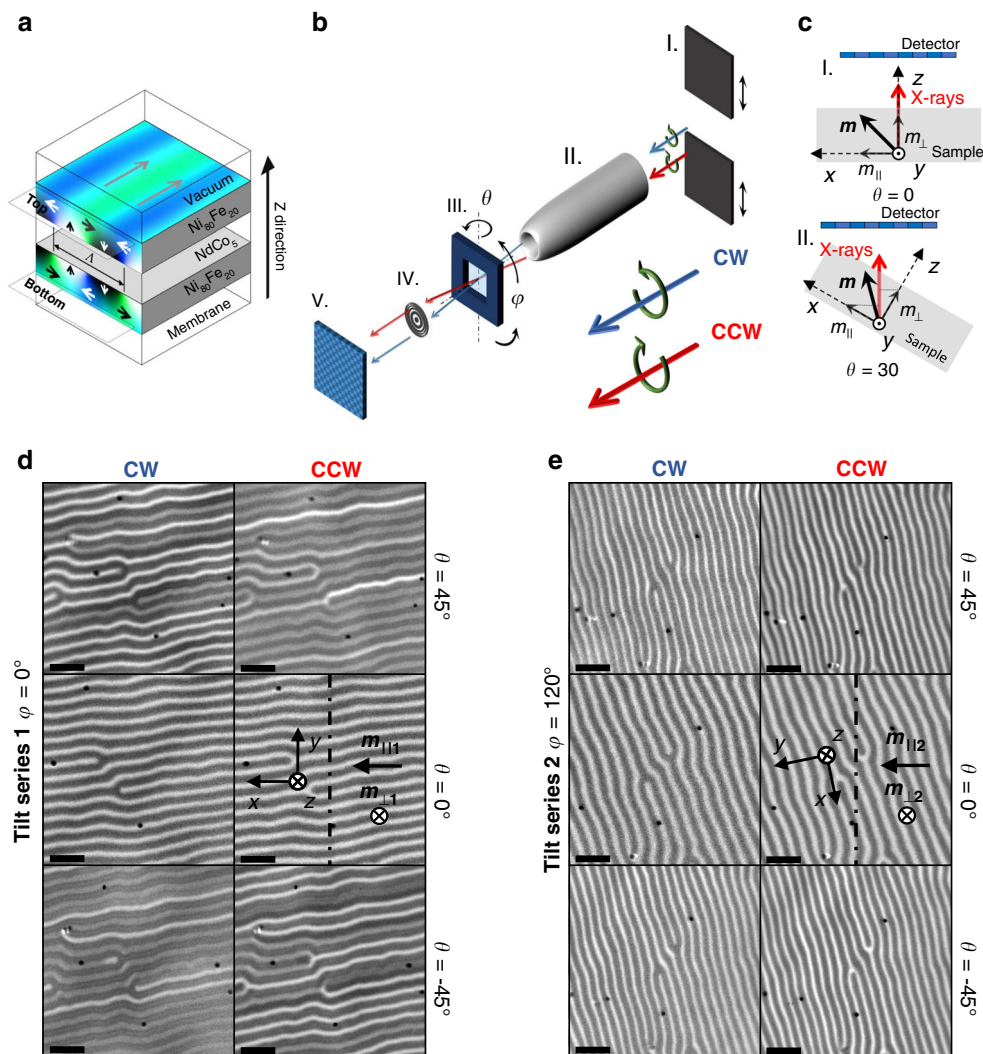 a
Vacuum
Top
Ni80Fe20
NdCo5
Λ
Ni80Fe20
Bottom
Membrane
Z direction
b
I.
II.
III.
θ
IV.
φ
V.
CW
CCW
c
Detector
I.
z
X-rays
m
m⊥
Sample
x
m||
y
θ = 0
II.
X-rays
z
m
x
m⊥
m||
y
Sample
θ = 30
d
CW
CCW
θ = 45°
Tilt series 1 φ = 0°
y
x
z
m||1
m⊥1
θ = 0°
θ = -45°
e
CW
CCW
θ = 45°
Tilt series 2 φ = 120°
y
z
x
m||2
m⊥2
θ = 0°
θ = -45°